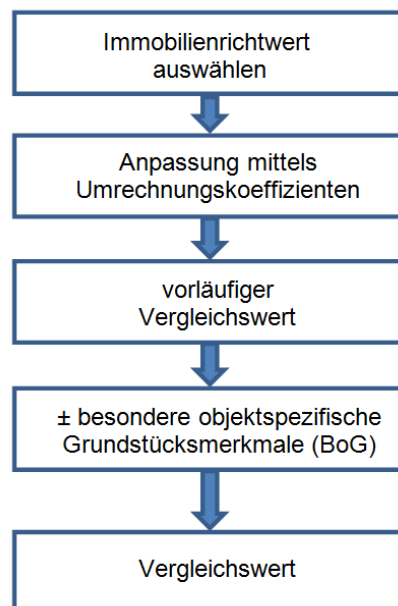 Immobilienrichtwert
auswählen
Anpassung mittels
Umrechnungskoeffizienten
vorläufiger
Vergleichswert
± besondere objektspezifische
Grundstücksmerkmale (BoG)
Vergleichswert